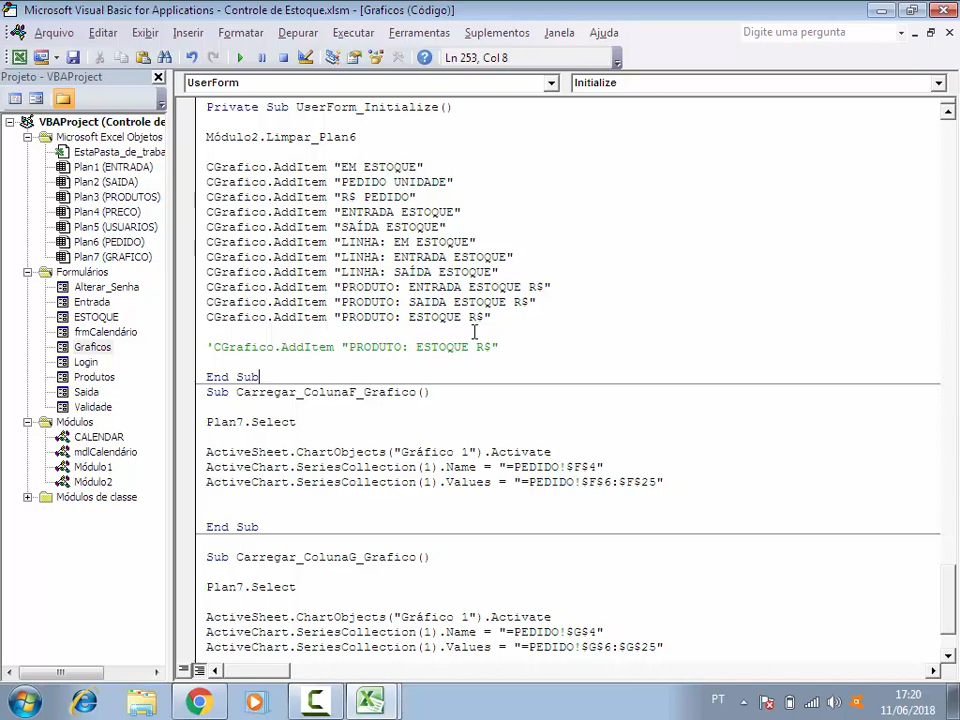 Microsoft Visual Basic for Applications - Controle de Estoque.xlsm - [Graficos (Código)]
Arquivo Editar Exibir Inserir Formatar Depurar Executar Ferramentas Suplementos Janela Ajuda Digite uma pergunta
Ln 253, Col 8
Projeto - VBAProject
UserForm Initialize
VBAProject (Controle de
Microsoft Excel Objetos
EstaPasta_de_traba
Plan1 (ENTRADA)
Plan2 (SAIDA)
Plan3 (PRODUTOS)
Plan4 (PRECO)
Plan5 (USUARIOS)
Plan6 (PEDIDO)
Plan7 (GRAFICO)
Formulários
Alterar_Senha
Entrada
ESTOQUE
frmCalendário
Graficos
Login
Produtos
Saida
Validade
Módulos
CALENDAR
mdlCalendário
Módulo1
Módulo2
Módulos de classe
Private Sub UserForm_Initialize()
Módulo2.Limpar_Plan6
CGrafico.AddItem "EM ESTOQUE"
CGrafico.AddItem "PEDIDO UNIDADE"
CGrafico.AddItem "R$ PEDIDO"
CGrafico.AddItem "ENTRADA ESTOQUE"
CGrafico.AddItem "SAÍDA ESTOQUE"
CGrafico.AddItem "LINHA: EM ESTOQUE"
CGrafico.AddItem "LINHA: ENTRADA ESTOQUE"
CGrafico.AddItem "LINHA: SAÍDA ESTOQUE"
CGrafico.AddItem "PRODUTO: ENTRADA ESTOQUE R$"
CGrafico.AddItem "PRODUTO: SAIDA ESTOQUE R$"
CGrafico.AddItem "PRODUTO: ESTOQUE R$"
'CGrafico.AddItem "PRODUTO: ESTOQUE R$"
End Sub
Sub Carregar_ColunaF_Grafico()
Plan7.Select
ActiveSheet.ChartObjects("Gráfico 1").Activate
ActiveChart.SeriesCollection(1).Name = "=PEDIDO!$F$4"
ActiveChart.SeriesCollection(1).Values = "=PEDIDO!$F$6:$F$25"
End Sub
Sub Carregar_ColunaG_Grafico()
Plan7.Select
ActiveSheet.ChartObjects("Gráfico 1").Activate
ActiveChart.SeriesCollection(1).Name = "=PEDIDO!$G$4"
ActiveChart.SeriesCollection(1).Values = "=PEDIDO!$G$6:$G$25"
PT
17:20
11/06/2018